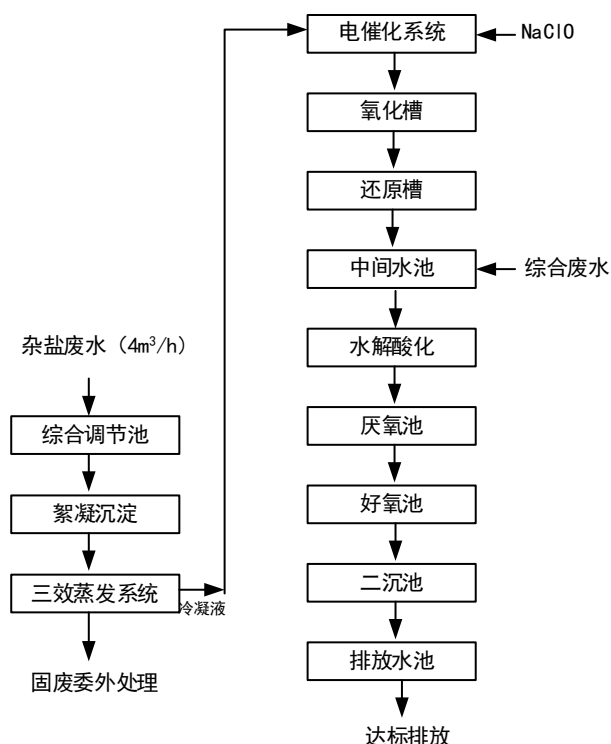 电催化系统
NaClO
氧化槽
还原槽
中间水池
综合废水
杂盐废水（4m³/h）
水解酸化
综合调节池
厌氧池
絮凝沉淀
好氧池
三效蒸发系统
冷凝液
二沉池
固废委外处理
排放水池
达标排放